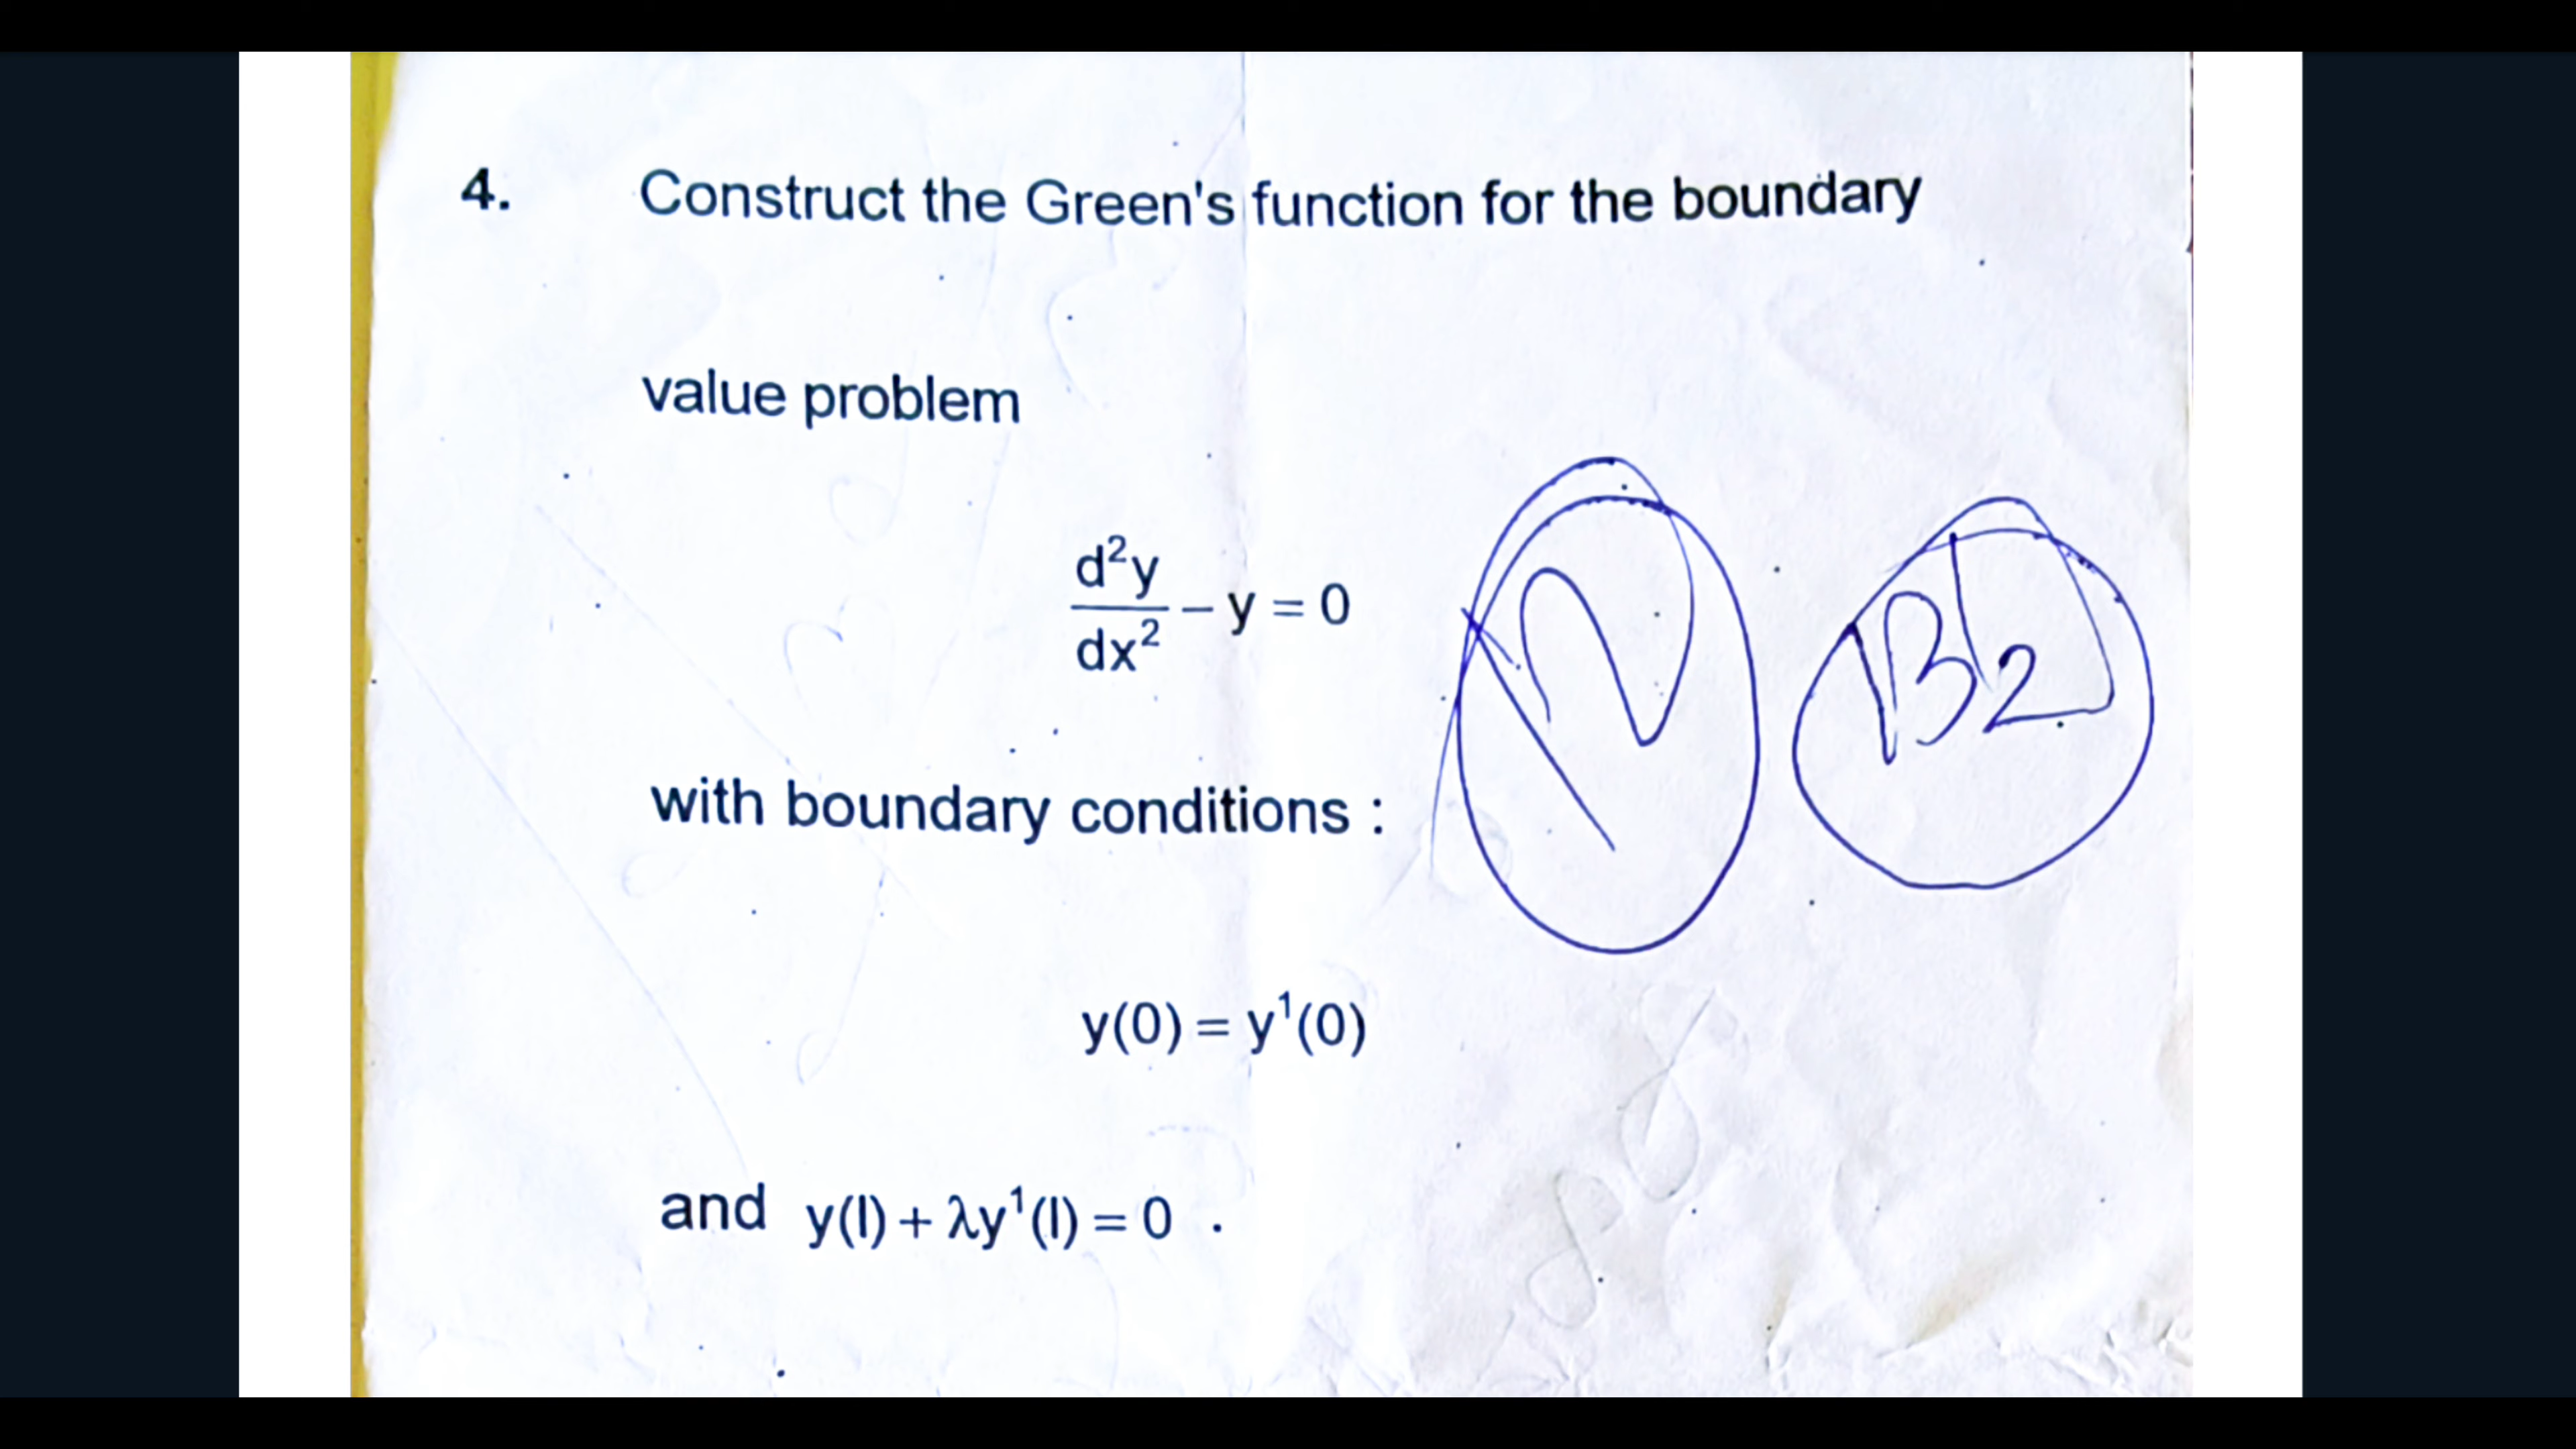 4. Construct the Green's function for the boundary
value problem
d²y/dx² – y = 0
with boundary conditions :
y(0) = y¹(0)
and y(l) + λy¹(l) = 0 .